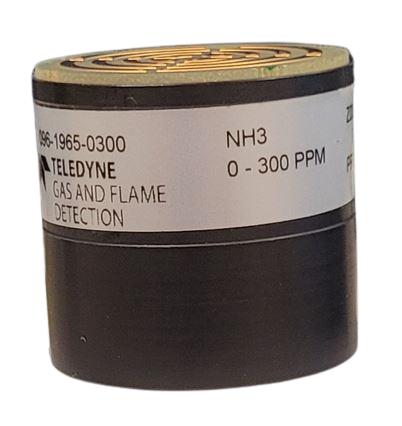 096-1965-0300
TELEDYNE
GAS AND FLAME
DETECTION
NH3
0 - 300 PPM